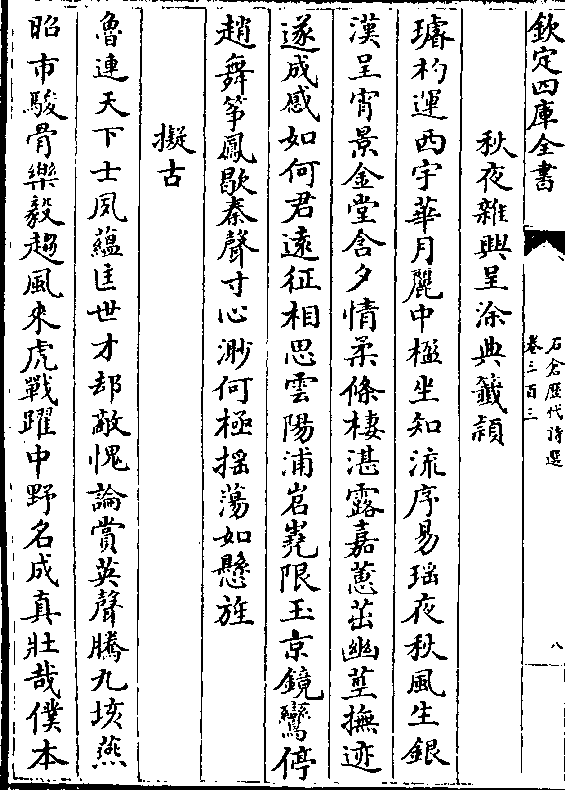 欽定四庫全書
石倉歷代詩選
卷三百三
八
秋夜雜興呈涂典籤頴
璿杓運西宇華月麗中楹坐知流序易瑶夜秋風生銀
漢呈宵景金堂含夕情柔條棲湛露嘉蕙茁幽莖撫迹
遂成感如何君遠征相思雲陽浦岧嶤限玉京鏡鸞停
趙舞筝鳳歇秦聲寸心渺何極揺蕩如懸旌
擬古
魯連天下士夙蘊匡世才却敵愧論賞英聲騰九垓燕
昭市駿骨樂毅趨風來虎戰躍中野名成真壯哉僕本